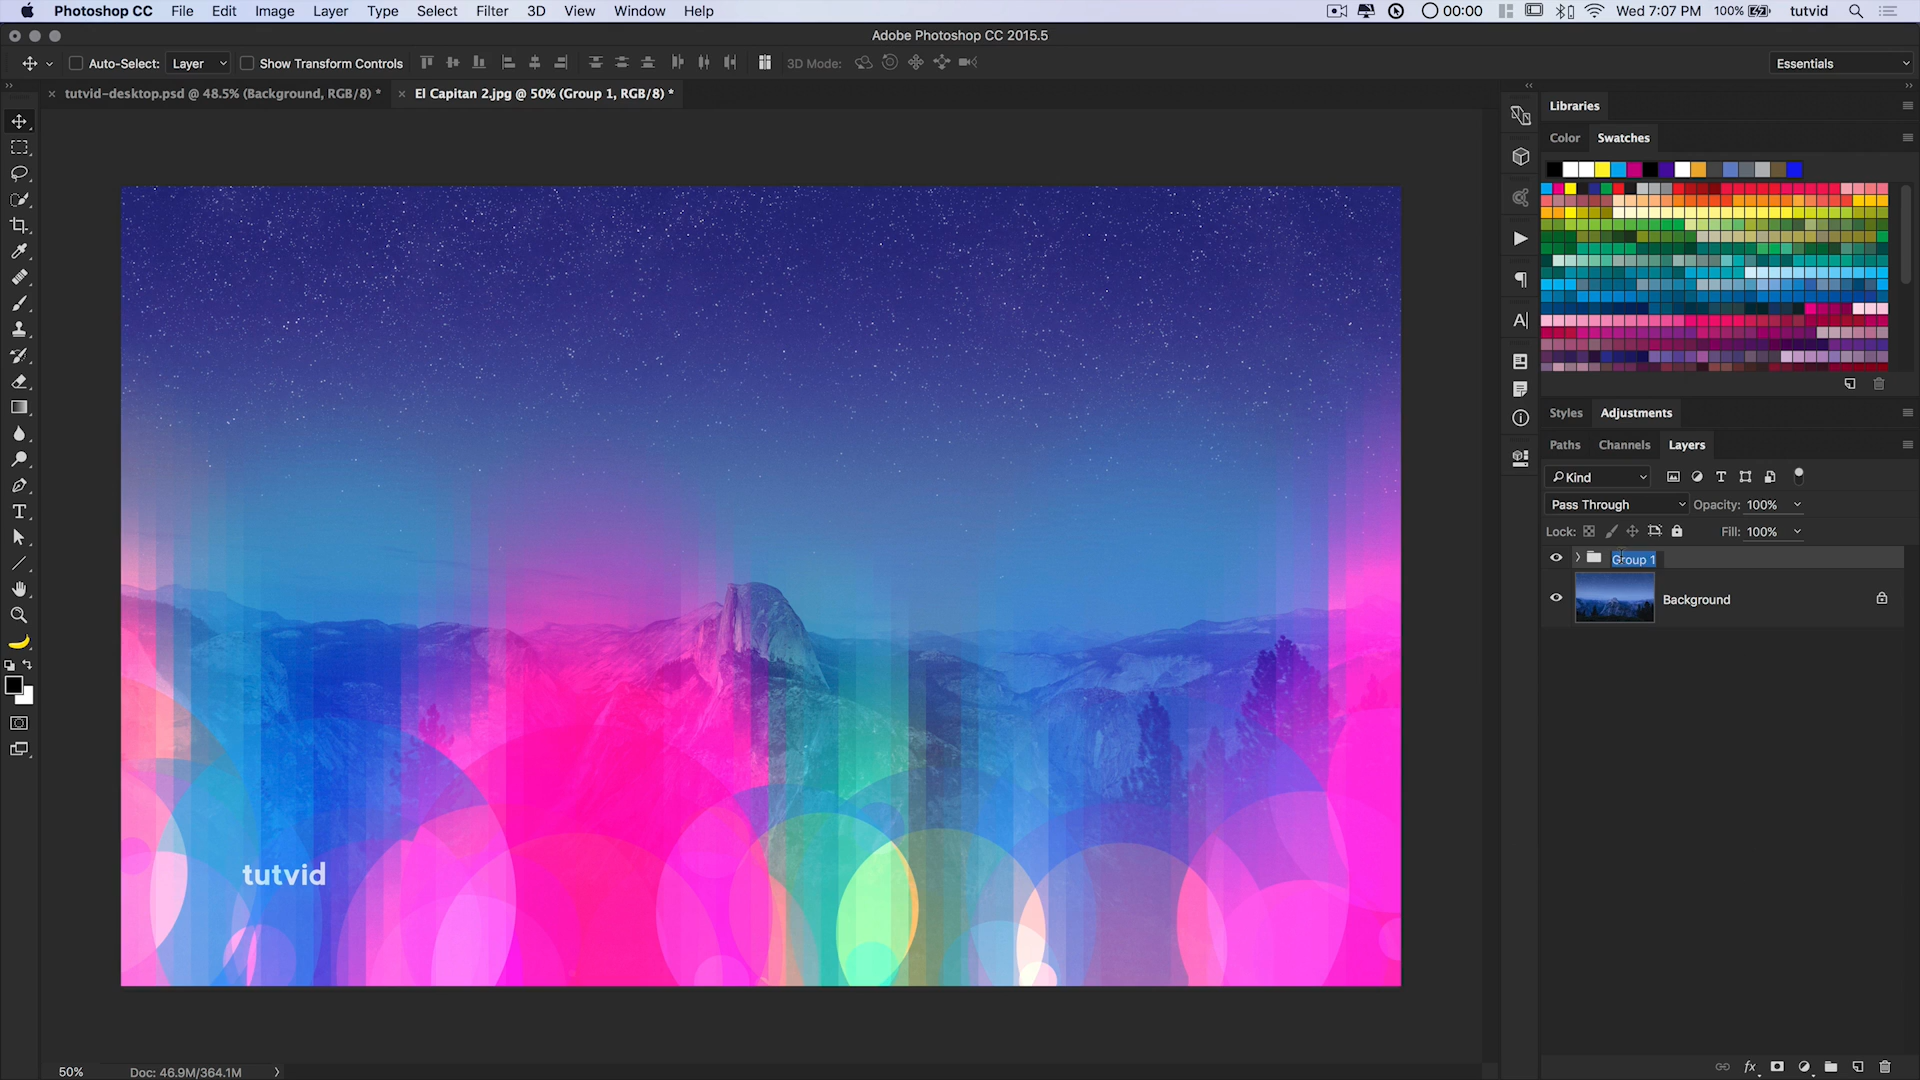 Photoshop CC File Edit Image Layer Type Select Filter 3D View Window Help 00:00 Wed 7:07 PM 100% tutvid
Adobe Photoshop CC 2015.5
Auto-Select: Layer Show Transform Controls 3D Mode: Essentials
tutvid-desktop.psd @ 48.5% (Background, RGB/8) * El Capitan 2.jpg @ 50% (Group 1, RGB/8) *
Libraries
Color Swatches
Styles Adjustments
Paths Channels Layers
Kind
Pass Through Opacity: 100%
Lock: Fill: 100%
Group 1
Background
tutvid
50% Doc: 46.9M/364.1M